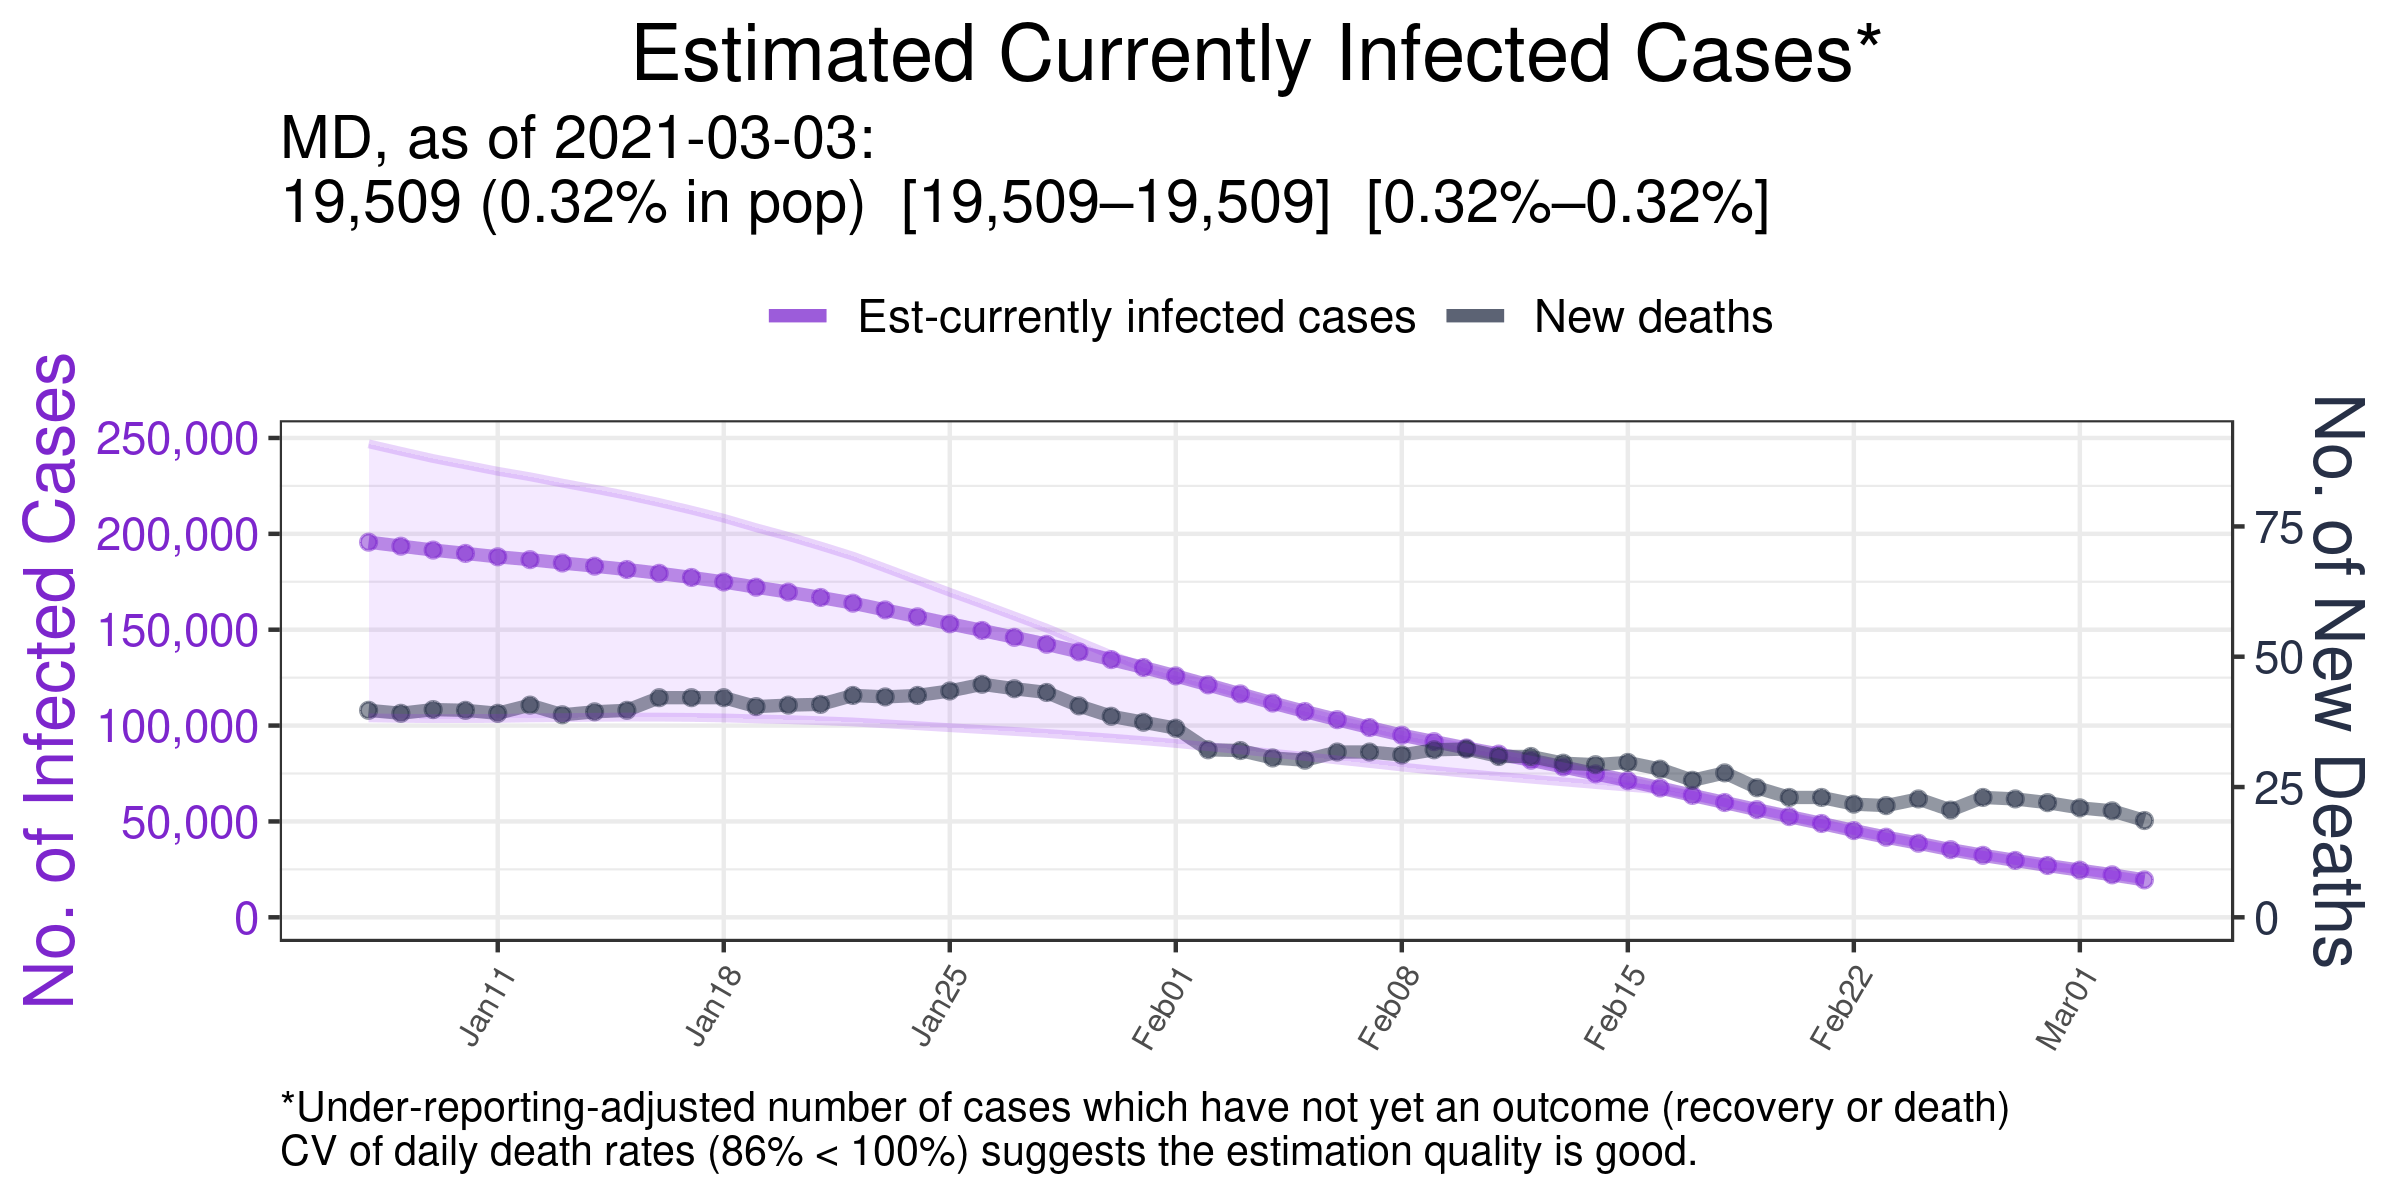 Estimated Currently Infected Cases*
MD, as of 2021-03-03:
19,509 (0.32% in pop) [19,509–19,509] [0.32%–0.32%]
Est-currently infected cases
New deaths
No. of Infected Cases
250,000
200,000
150,000
100,000
50,000
0
No. of New Deaths
75
50
25
0
Jan11
Jan18
Jan25
Feb01
Feb08
Feb15
Feb22
Mar01
*Under-reporting-adjusted number of cases which have not yet an outcome (recovery or death)
CV of daily death rates (86% < 100%) suggests the estimation quality is good.